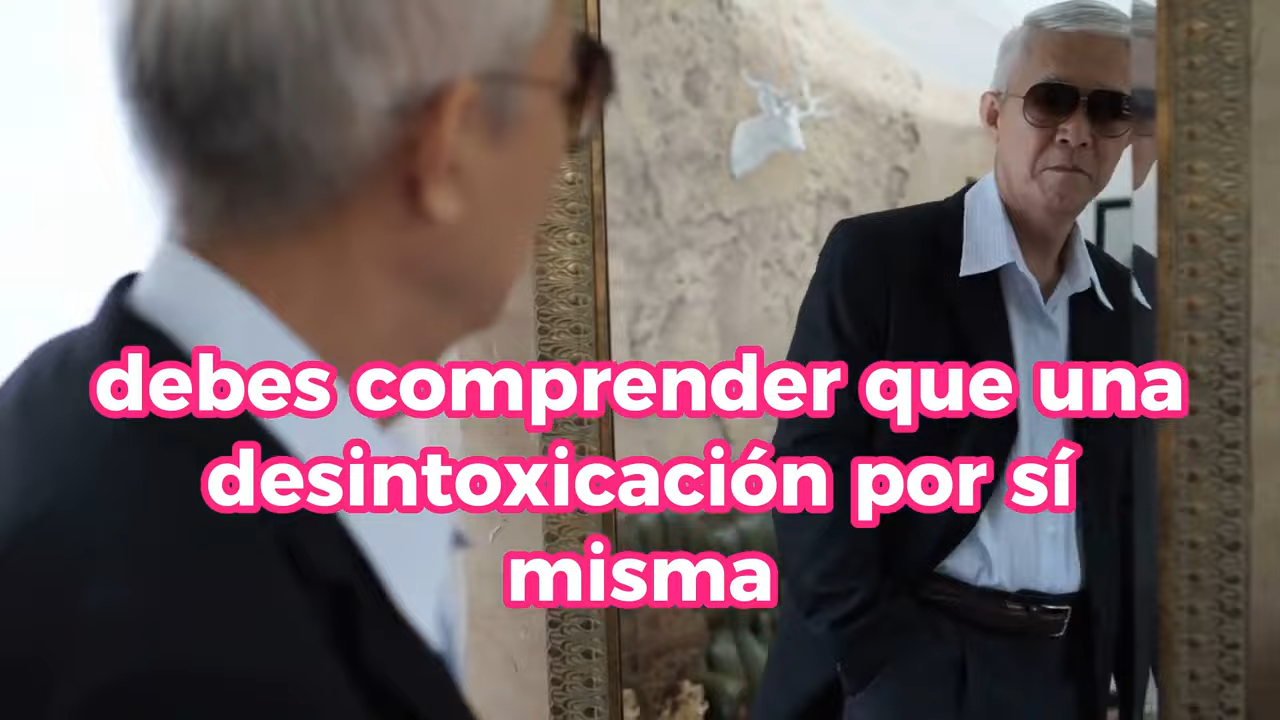 debes comprender que una
desintoxicación por sí
misma